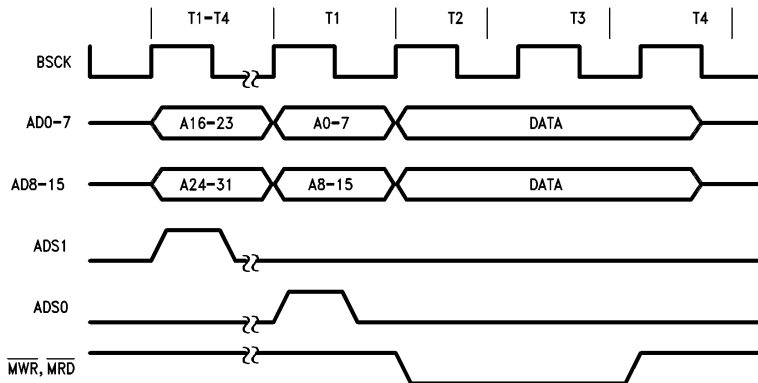 T1-T4 T1 T2 T3 T4
BSCK
AD0-7 A16-23 A0-7 DATA
AD8-15 A24-31 A8-15 DATA
ADS1
ADS0
MWR, MRD